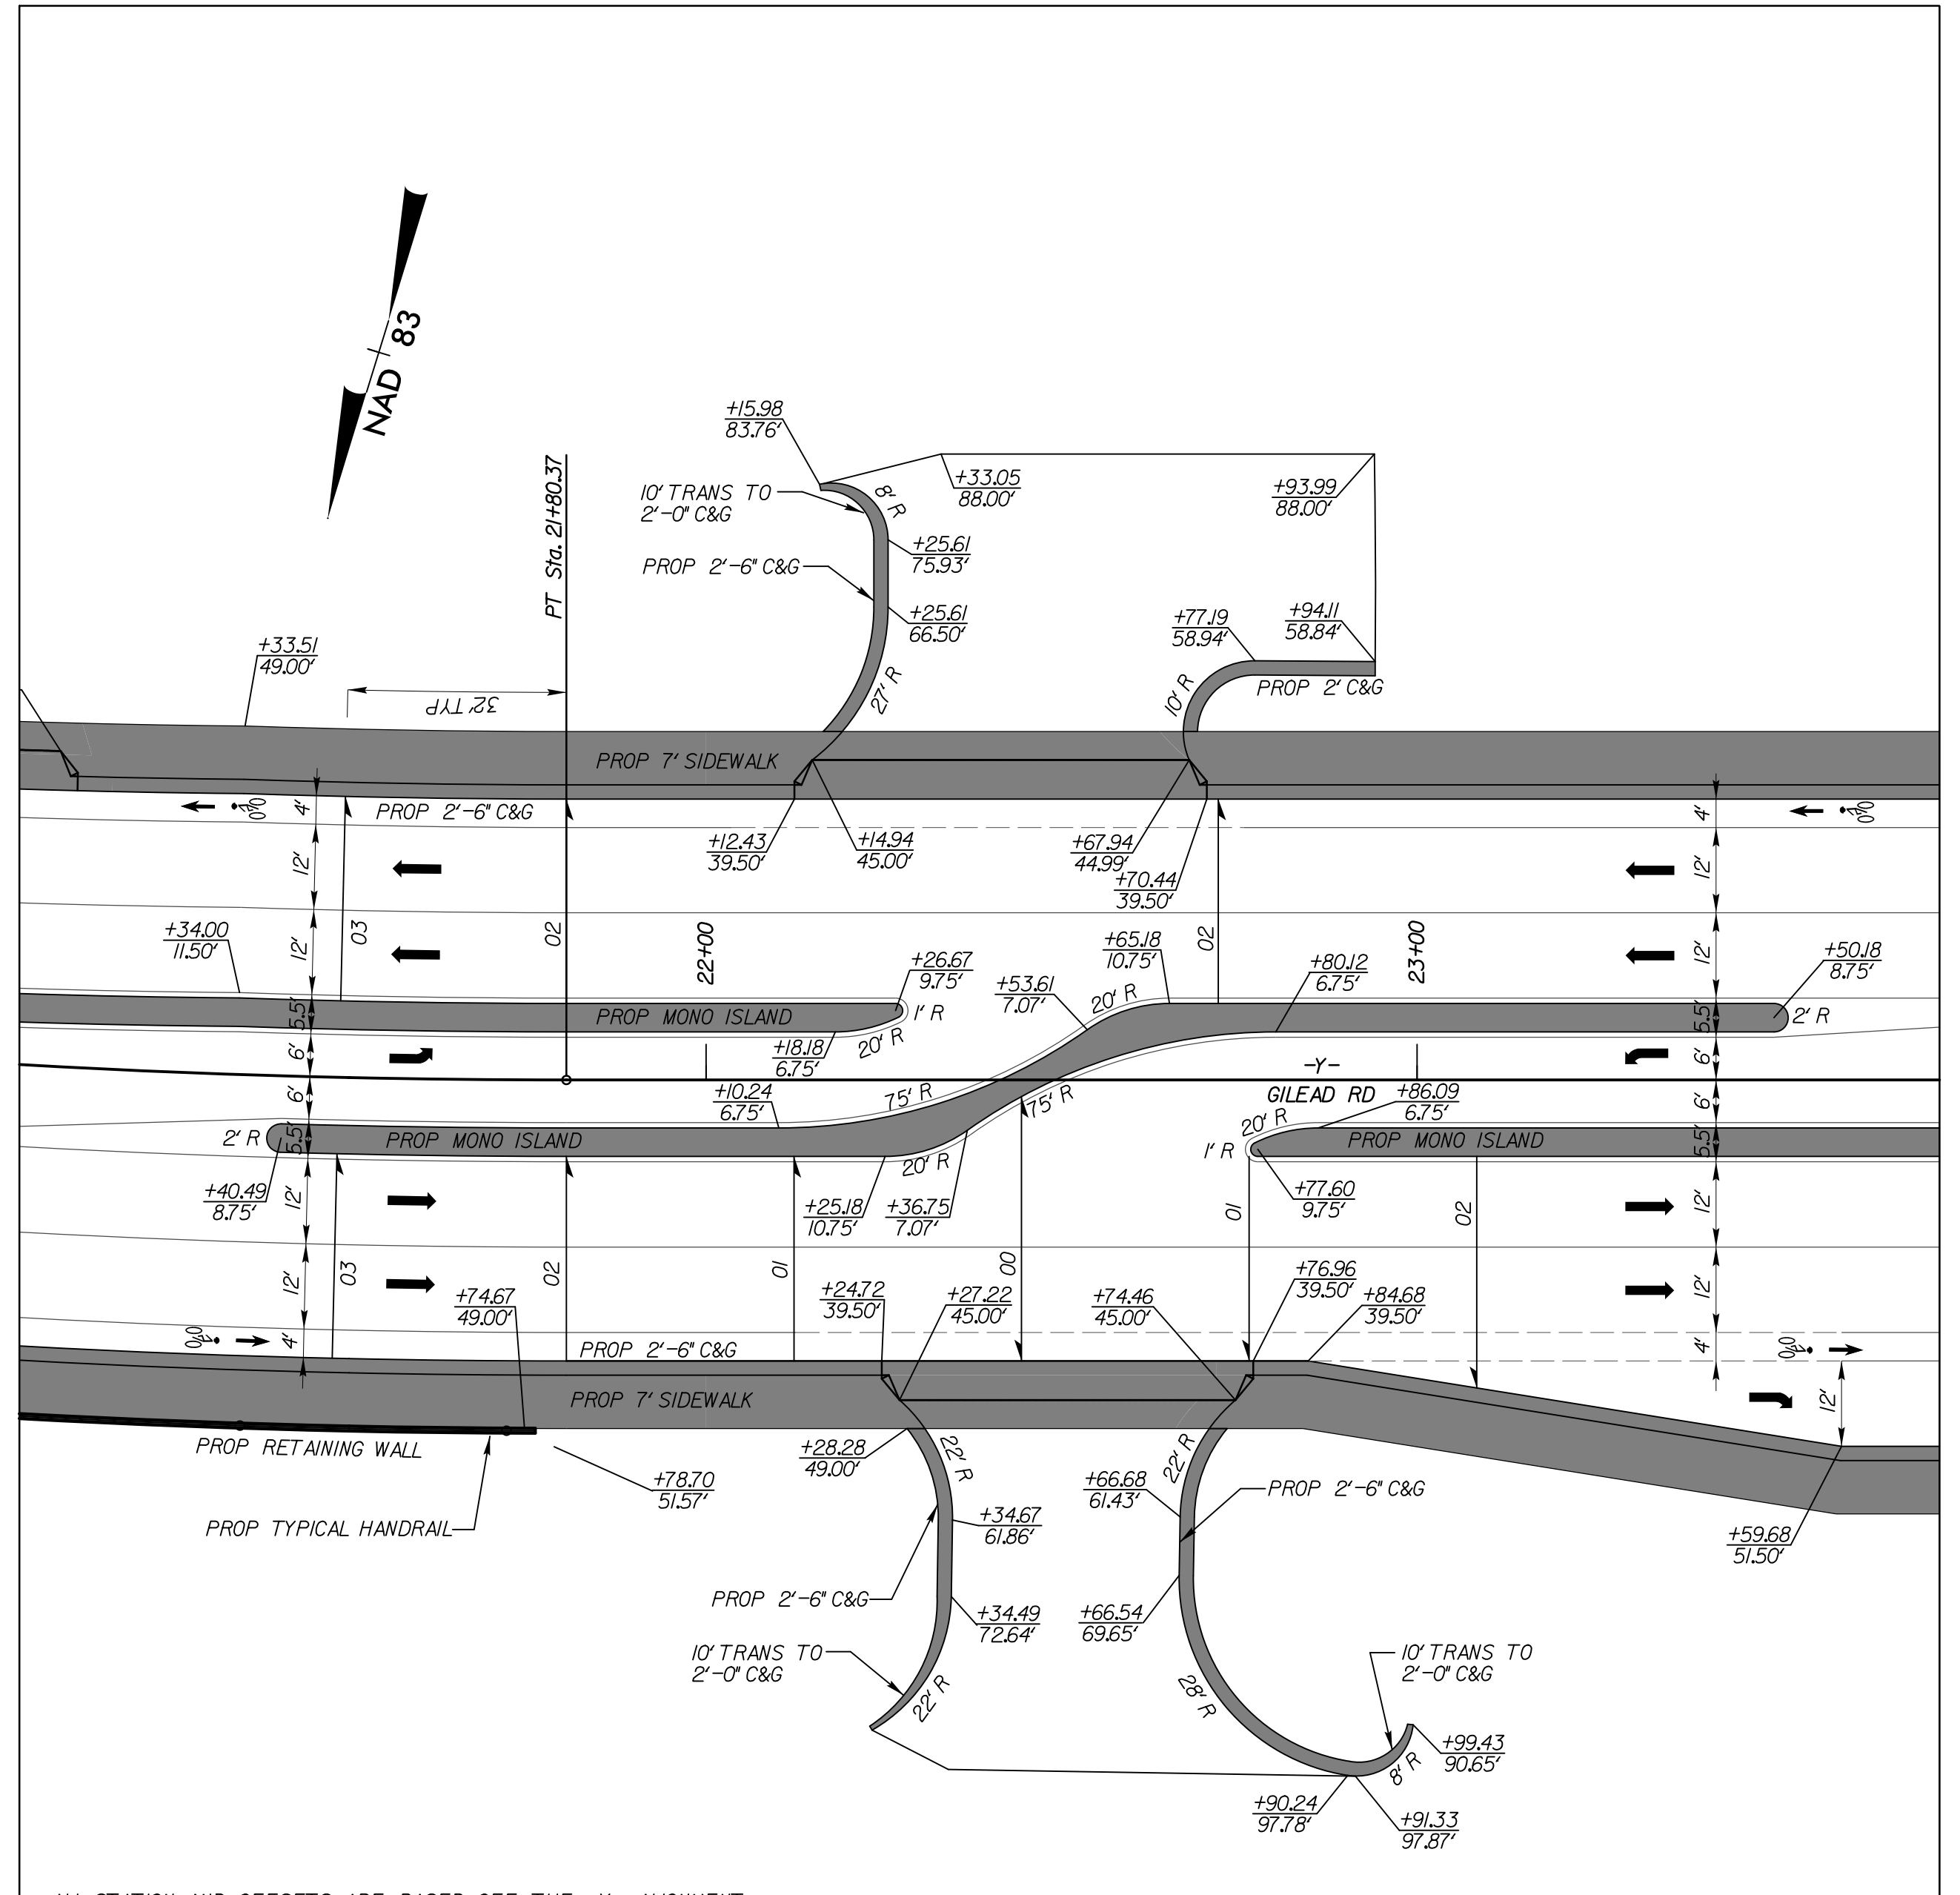 NAD 83
+15.98
83.76'
10' TRANS TO
2'-0" C&G
8' R
+33.05
88.00'
+93.99
88.00'
PT Sta. 21+80.37
+25.61
75.93'
PROP 2'-6" C&G
+25.61
66.50'
+77.19
58.94'
+94.11
58.84'
+33.51
49.00'
32' TYP
27' R
10' R
PROP 2' C&G
PROP 7' SIDEWALK
4'
PROP 2'-6" C&G
4'
+12.43
39.50'
+14.94
45.00'
+67.94
44.99'
+70.44
39.50'
12'
12'
+34.00
11.50'
12'
03
02
22+00
+26.67
9.75'
+65.18
10.75'
02
+80.12
6.75'
23+00
12'
+50.18
8.75'
+53.61
7.07'
20' R
5.5'
PROP MONO ISLAND
1' R
5.5'
2' R
20' R
+18.18
6.75'
6'
6'
-Y-
GILEAD RD
6'
+10.24
6.75'
75' R
75' R
+86.09
6.75'
6'
2' R
5.5'
PROP MONO ISLAND
20' R
1' R
PROP MONO ISLAND
5.5'
20' R
+40.49
8.75'
12'
+25.18
10.75'
+36.75
7.07'
01
+77.60
9.75'
02
12'
12'
03
02
01
00
+74.67
49.00'
+24.72
39.50'
+27.22
45.00'
+74.46
45.00'
+76.96
39.50'
+84.68
39.50'
12'
4'
PROP 2'-6" C&G
4'
PROP 7' SIDEWALK
12'
PROP RETAINING WALL
+78.70
51.57'
+28.28
49.00'
22' R
22' R
+66.68
61.43'
PROP 2'-6" C&G
PROP TYPICAL HANDRAIL
+34.67
61.86'
+59.68
51.50'
PROP 2'-6" C&G
+34.49
72.64'
+66.54
69.65'
10' TRANS TO
2'-0" C&G
22' R
28' R
10' TRANS TO
2'-0" C&G
+99.43
90.65'
8' R
+90.24
97.78'
+91.33
97.87'